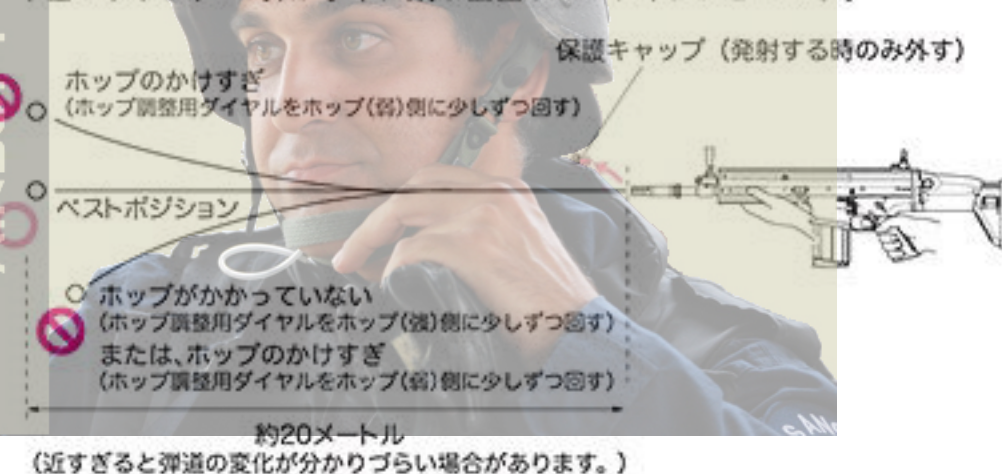 保護キャップ（発射する時のみ外す）
ホップのかけすぎ
（ホップ調整用ダイヤルをホップ（弱）側に少しずつ回す）
ベストポジション
ホップがかかっていない
（ホップ調整用ダイヤルをホップ（強）側に少しずつ回す）
または、ホップのかけすぎ
（ホップ調整用ダイヤルをホップ（弱）側に少しずつ回す）
約20メートル
（近すぎると弾道の変化が分かりづらい場合があります。）